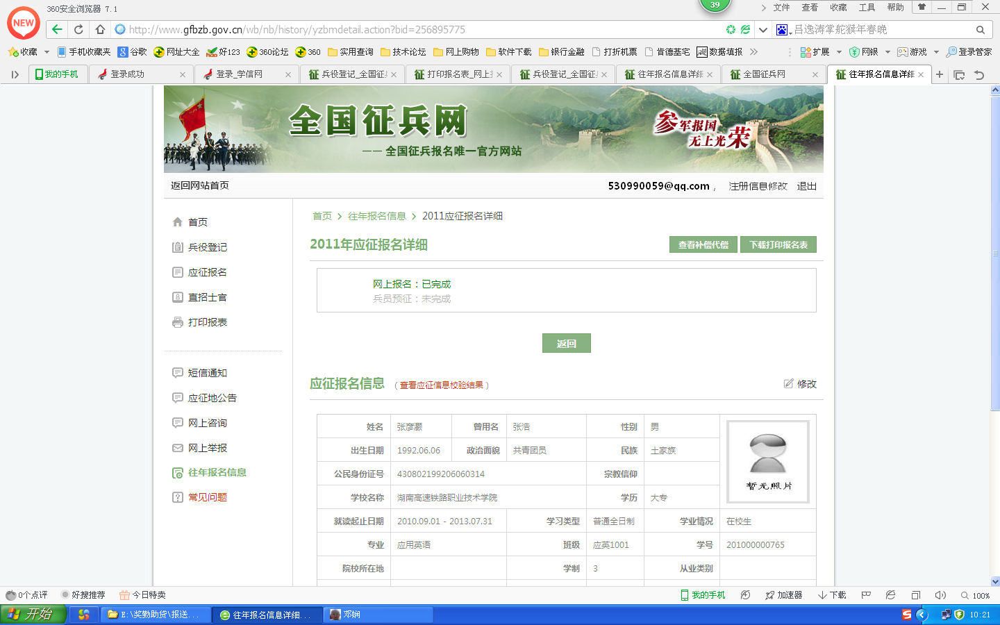 360安全浏览器 7.1
39
文件 查看 收藏 工具 帮助
NEW
http://www.gfbzb.gov.cn/wb/nb/history/yzbmdetail.action?bid=256895775
吕逸涛掌舵猴年春晚
收藏 手机收藏夹 谷歌 网址大全 好123 360论坛 360 实用查询 技术论坛 网上购物 软件下载 银行金融 打折机票 肯德基宅 数据填报 扩展 网银 游戏 登录管家
我的手机 登录成功 登录_学信网 兵役登记_全国征 打印报名表_网上 兵役登记_全国征 往年报名信息详细 全国征兵网 往年报名信息详细
全国征兵网
—— 全国征兵报名唯一官方网站
参军报国
无上光荣
返回网站首页
530990059@qq.com , 注册信息修改 退出
首页
兵役登记
应征报名
直招士官
打印报表
短信通知
应征地公告
网上咨询
网上举报
往年报名信息
常见问题
首页 > 往年报名信息 > 2011应征报名详细
2011年应征报名详细
查看补偿代偿 下载打印报名表
网上报名：已完成
兵员预征：未完成
返回
应征报名信息 （查看应征信息校验结果）
修改
姓名 张彦灏 曾用名 张浩 性别 男
出生日期 1992.06.06 政治面貌 共青团员 民族 土家族
公民身份证号 430802199206060314 宗教信仰
暂无照片
学校名称 湖南高速铁路职业技术学院 学历 大专
就读起止日期 2010.09.01 - 2013.07.31 学习类型 普通全日制 学业情况 在校生
专业 应用英语 班级 应英1001 学号 201000000765
院校所在地 学制 3 从业类别
0个点评 好搜推荐 今日特卖 我的手机 加速器 下载 100%
开始 E:\奖勤助贷\报送... 往年报名信息详细... 邓娴 10:21